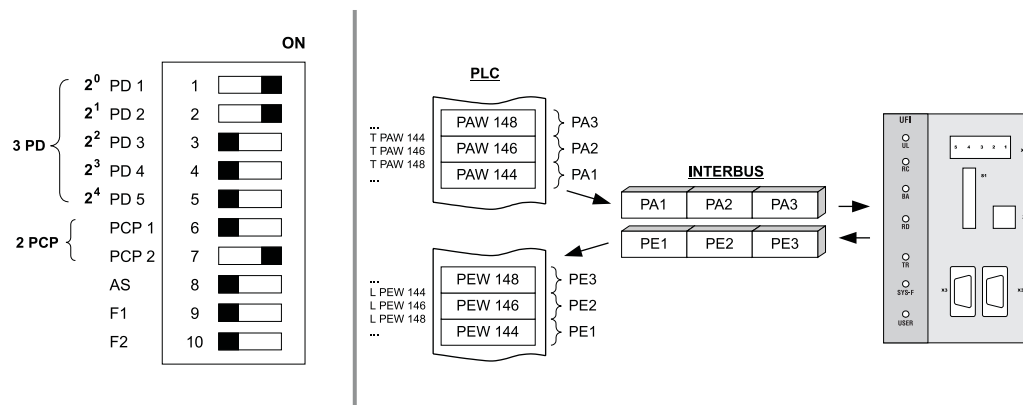 ON
2⁰ PD 1 1
2¹ PD 2 2
2² PD 3 3
2³ PD 4 4
2⁴ PD 5 5
3 PD
PCP 1 6
PCP 2 7
2 PCP
AS 8
F1 9
F2 10
PLC
...
T PAW 144
T PAW 146
T PAW 148
...
PAW 148 PA3
PAW 146 PA2
PAW 144 PA1
INTERBUS
PA1 PA2 PA3
PE1 PE2 PE3
...
L PEW 144
L PEW 146
L PEW 148
...
PEW 148 PE3
PEW 146 PE2
PEW 144 PE1
UFI
UL
RC
BA
RD
TR
SYS-F
USER
5 4 3 2 1
S1
X3